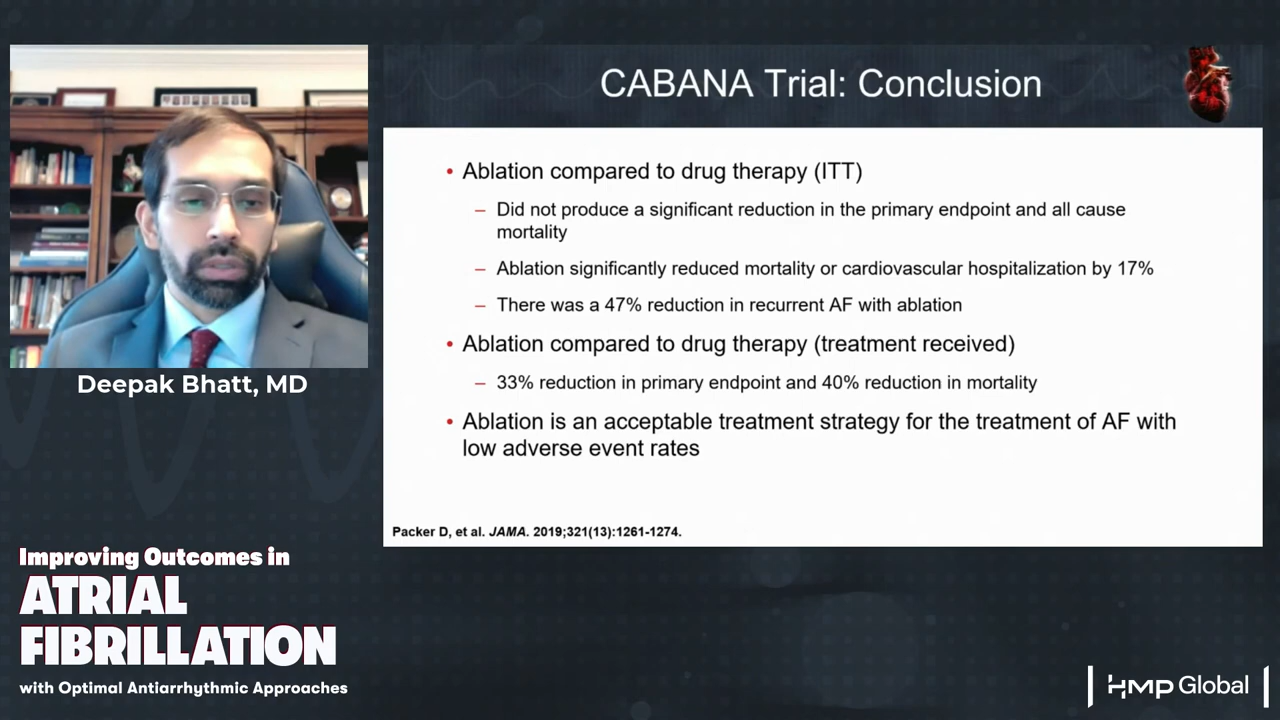 CABANA Trial: Conclusion
• Ablation compared to drug therapy (ITT)
– Did not produce a significant reduction in the primary endpoint and all cause
mortality
– Ablation significantly reduced mortality or cardiovascular hospitalization by 17%
– There was a 47% reduction in recurrent AF with ablation
• Ablation compared to drug therapy (treatment received)
– 33% reduction in primary endpoint and 40% reduction in mortality
• Ablation is an acceptable treatment strategy for the treatment of AF with
low adverse event rates
Packer D, et al. JAMA. 2019;321(13):1261-1274.
Deepak Bhatt, MD
Improving Outcomes in
ATRIAL
FIBRILLATION
with Optimal Antiarrhythmic Approaches
HMP Global